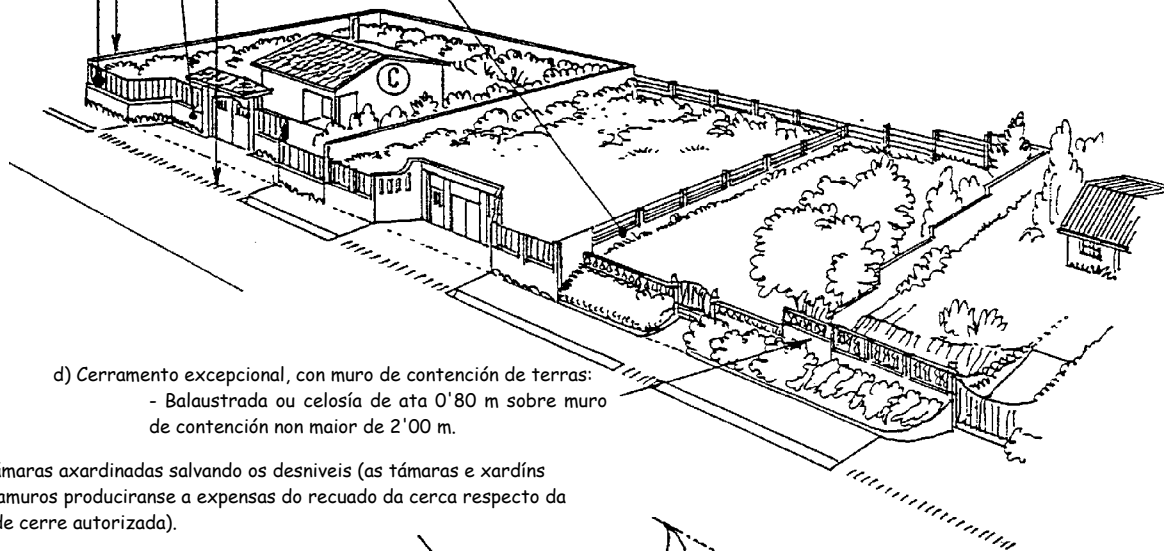 C
d) Cerramento excepcional, con muro de contención de terras:
- Balaustrada ou celosía de ata 0'80 m sobre muro
de contención non maior de 2'00 m.
ámaras axardinadas salvando os desniveis (as támaras e xardíns
amuros produciranse a expensas do recuado da cerca respecto da
de cerre autorizada).